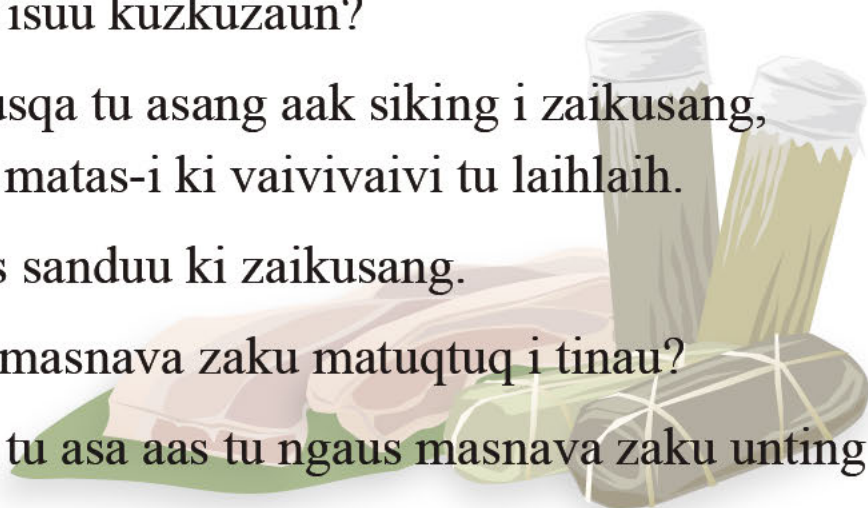 isuu kuzkuzaun?
usqa tu asang aak siking i zaikusang,
matas-i ki vaivivaivi tu laihlaih.
s sanduu ki zaikusang.
masnava zaku matuqtuq i tinau?
tu asa aas tu ngaus masnava zaku unting